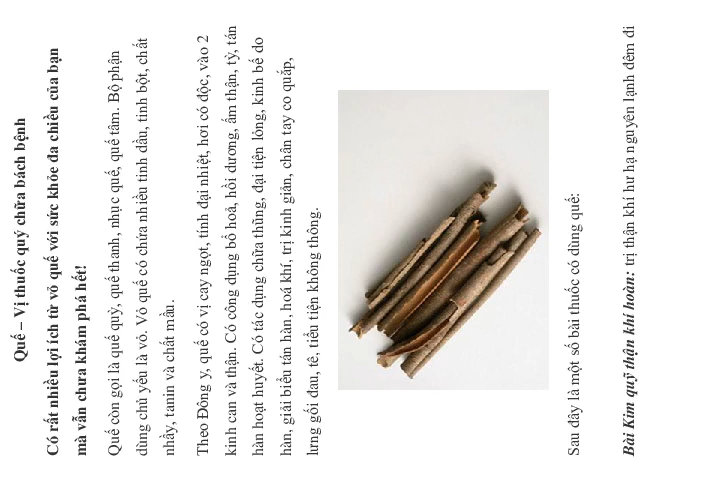 Quế – Vị thuốc quý chữa bách bệnh
Có rất nhiều lợi ích từ vỏ quế với sức khỏe đa chiều của bạn
mà vẫn chưa khám phá hết!
Quế còn gọi là quế quỳ, quế thanh, nhục quế, quế tâm. Bộ phận
dùng chủ yếu là vỏ. Vỏ quế có chứa nhiều tinh dầu, tinh bột, chất
nhầy, tanin và chất mầu.
Theo Đông y, quế có vị cay ngọt, tính đại nhiệt, hơi có độc, vào 2
kinh can và thận. Có công dụng bổ hoả, hồi dương, ấm thận, tỳ, tán
hàn hoạt huyết. Có tác dụng chữa thũng, đại tiện lỏng, kinh bế do
hàn, giải biểu tán hàn, hoá khí, trị kinh giản, chân tay co quắp,
lưng gối đau, tê, tiểu tiện không thông.
Sau đây là một số bài thuốc có dùng quế:
Bài Kim quỹ thận khí hoàn: trị thận khí hư hạ nguyên lạnh đêm đi